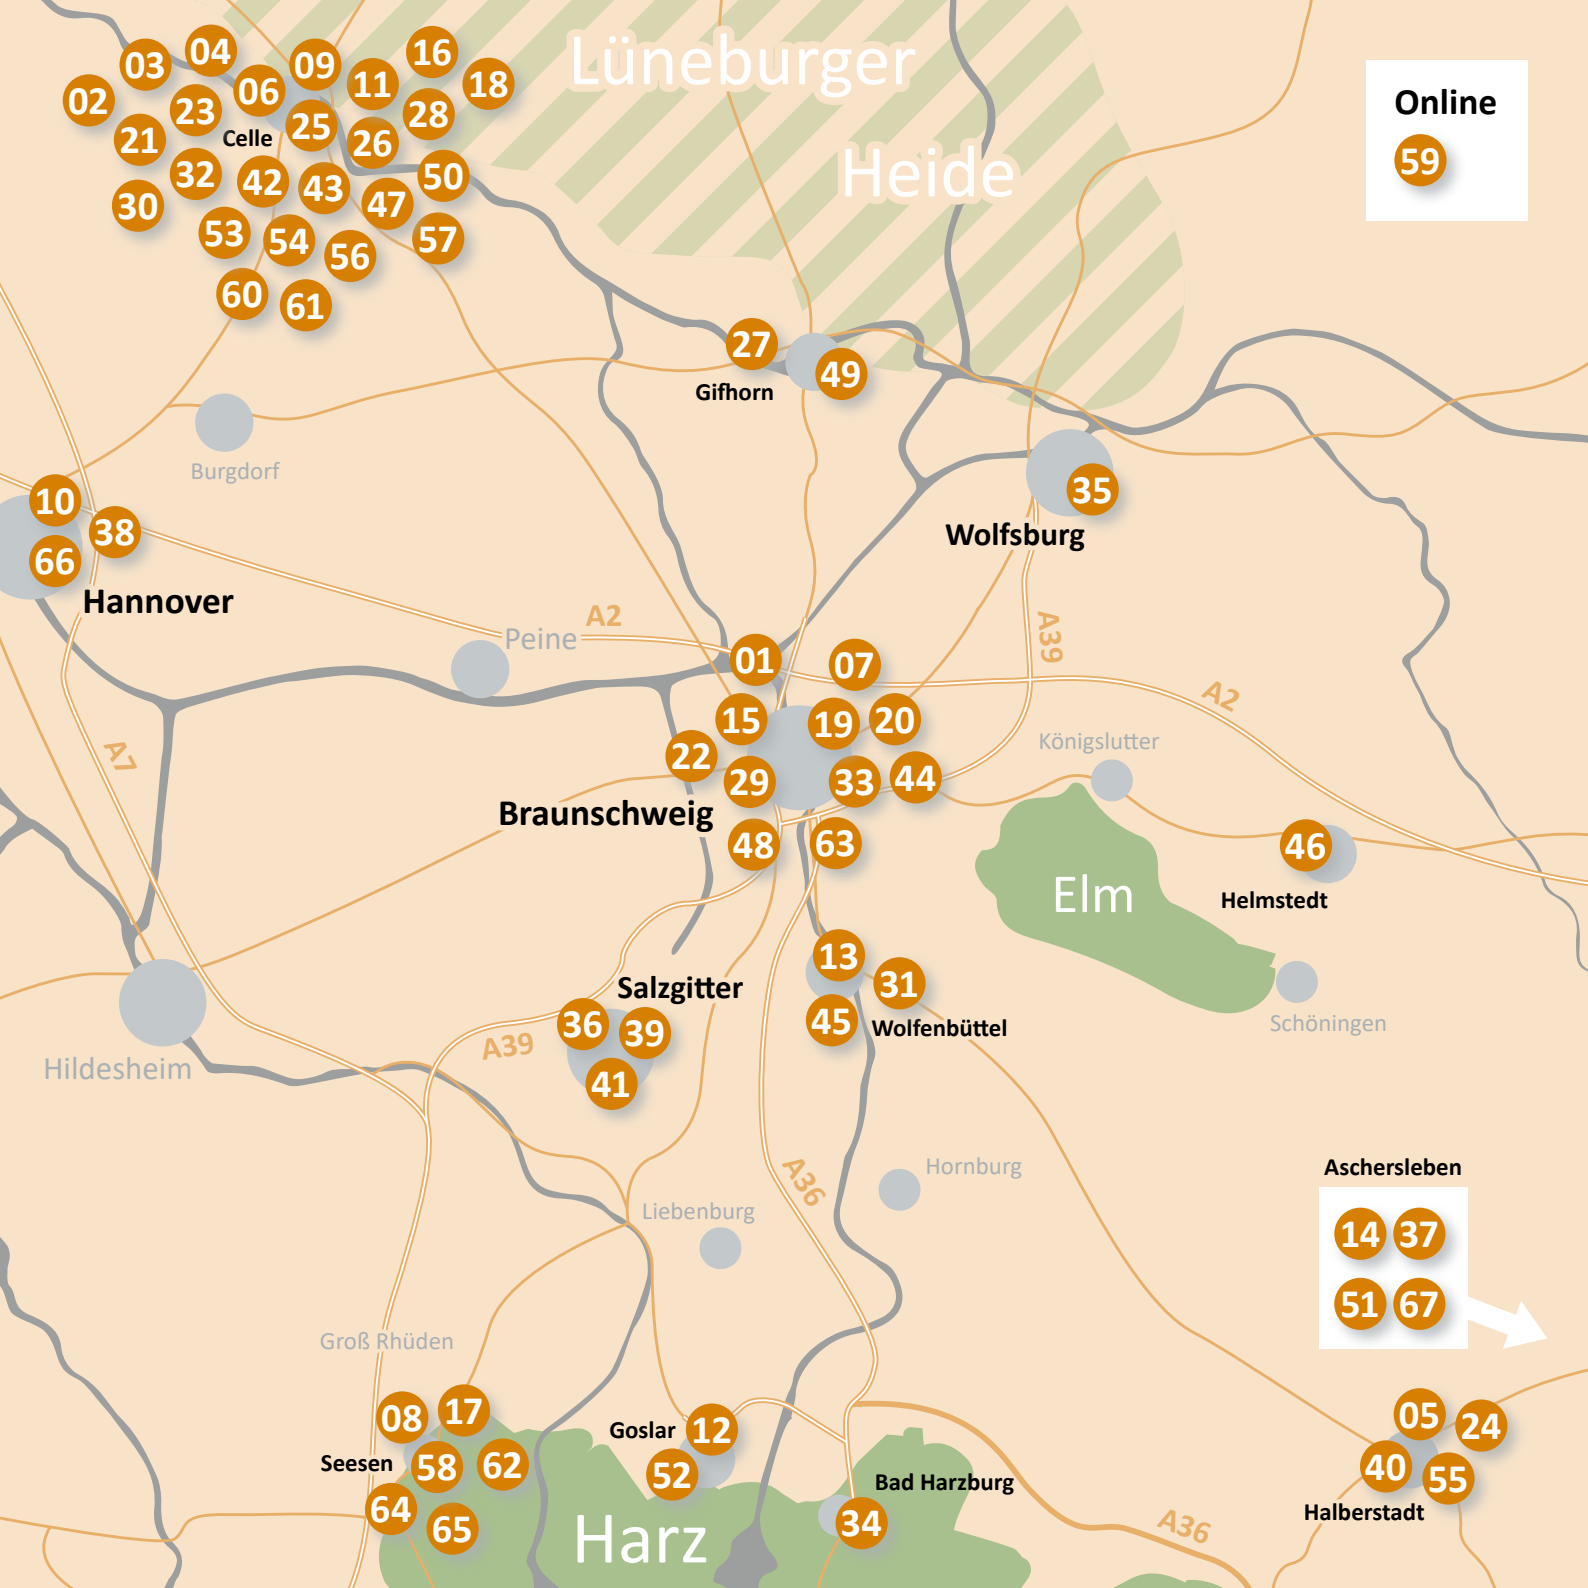 Lüneburger
Heide
Online
59
03
04
09
16
02
06
11
18
23
28
21
Celle
25
26
32
42
43
50
30
47
53
54
56
57
60
61
27
Gifhorn
49
Burgdorf
10
38
66
Hannover
35
Wolfsburg
A2
Peine
A39
A2
A7
01
07
15
19
20
22
29
33
44
Braunschweig
48
63
Königslutter
Elm
46
Helmstedt
Schöningen
13
31
45
Wolfenbüttel
Salzgitter
36
39
41
A39
Hildesheim
A36
Hornburg
Liebenburg
Aschersleben
14
37
51
67
Groß Rhüden
08
17
Seesen
58
62
64
65
Goslar
12
52
Harz
Bad Harzburg
34
A36
05
24
40
55
Halberstadt